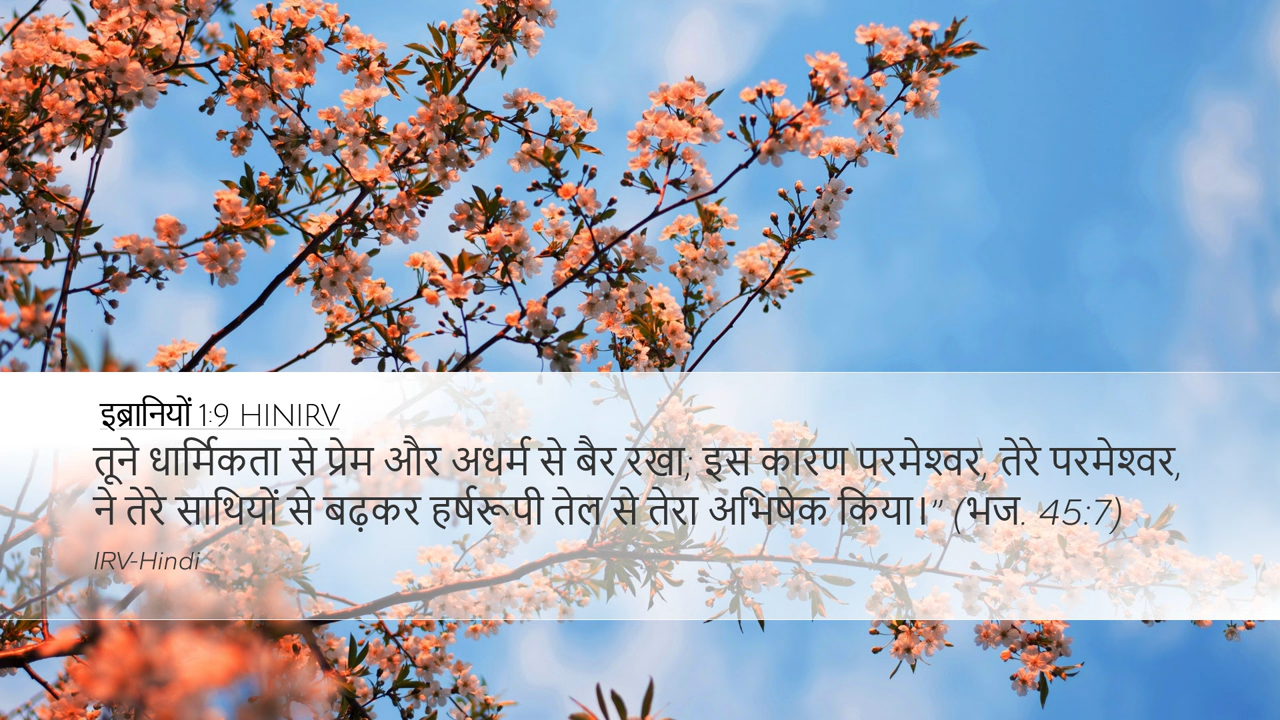 इब्रानियों 1:9 HINIRV
तूने धार्मिकता से प्रेम और अधर्म से बैर रखा; इस कारण परमेश्वर, तेरे परमेश्वर,
ने तेरे साथियों से बढ़कर हर्षरूपी तेल से तेरा अभिषेक किया।” (भज. 45:7)
IRV-Hindi